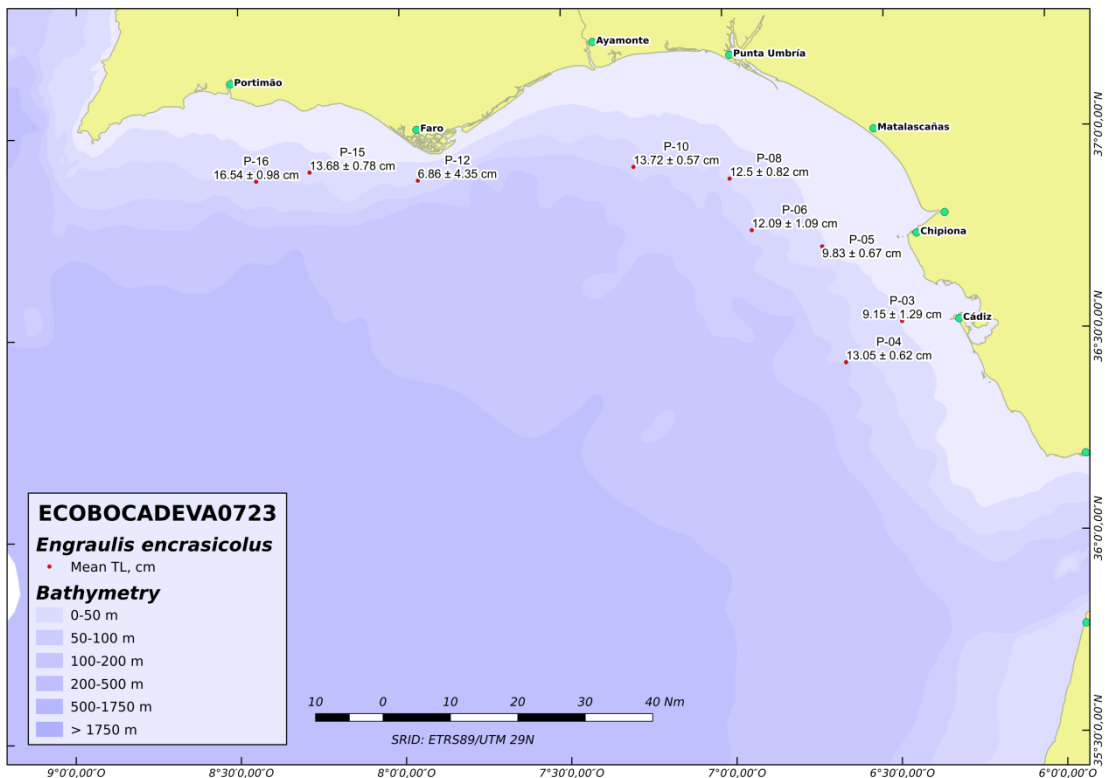 Ayamonte
Punta Umbría
Portimão
Matalascañas
Faro
P-10
13.72 ± 0.57 cm
P-15
13.68 ± 0.78 cm
P-16
16.54 ± 0.98 cm
P-12
6.86 ± 4.35 cm
P-08
12.5 ± 0.82 cm
P-06
12.09 ± 1.09 cm
Chipiona
P-05
9.83 ± 0.67 cm
P-03
9.15 ± 1.29 cm
Cádiz
P-04
13.05 ± 0.62 cm
37°0'0,00"N
36°30'0,00"N
36°0'0,00"N
35°30'0,00"N
ECOBOCADEVA0723
Engraulis encrasicolus
Mean TL, cm
Bathymetry
0-50 m
50-100 m
100-200 m
200-500 m
500-1750 m
> 1750 m
10 0 10 20 30 40 Nm
SRID: ETRS89/UTM 29N
9°0'0,00"O 8°0'0,00"O 7°30'0,00"O 7°0'0,00"O 6°30'0,00"O 6°0'0,00"O